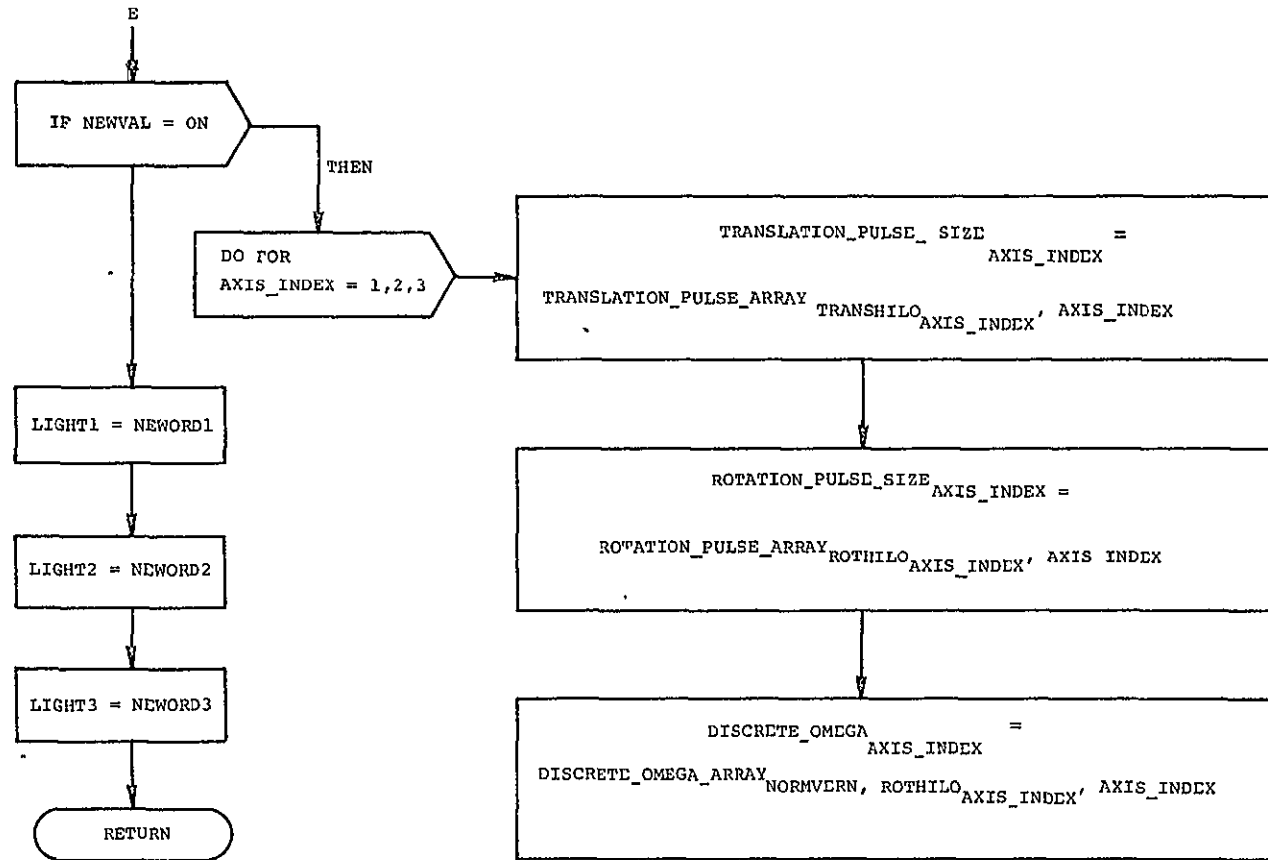 E
IF NEWVAL = ON
THEN
DO FOR
AXIS_INDEX = 1,2,3
TRANSLATION_PULSE_ SIZE AXIS_INDEX =
TRANSLATION_PULSE_ARRAY TRANSHILO AXIS_INDEX, AXIS_INDEX
LIGHT1 = NEWORD1
ROTATION_PULSE_SIZE AXIS_INDEX =
ROTATION_PULSE_ARRAY ROTHILO AXIS_INDEX, AXIS INDEX
LIGHT2 = NEWORD2
LIGHT3 = NEWORD3
DISCRETE_OMEGA AXIS_INDEX =
DISCRETE_OMEGA_ARRAY NORMVERN, ROTHILO AXIS_INDEX, AXIS_INDEX
RETURN